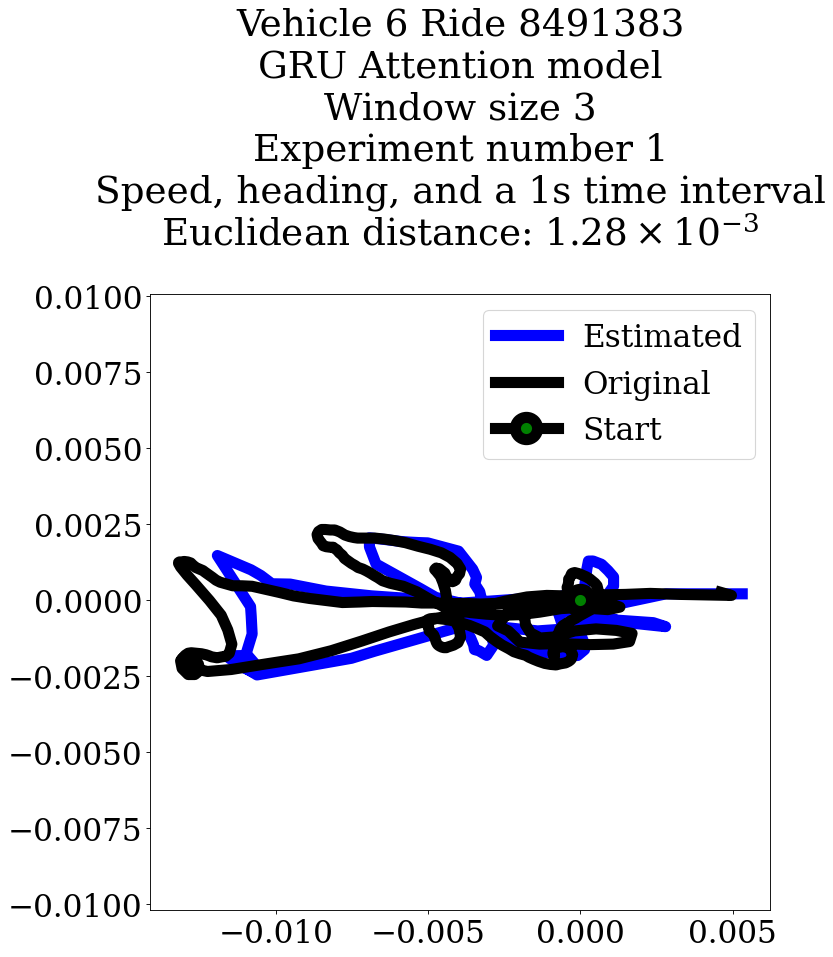 Vehicle 6 Ride 8491383
GRU Attention model
Window size 3
Experiment number 1
Speed, heading, and a 1s time interval
Euclidean distance: 1.28 × 10⁻³
0.0100
0.0075
0.0050
0.0025
0.0000
−0.0025
−0.0050
−0.0075
−0.0100
Estimated
Original
Start
−0.010 −0.005 0.000 0.005